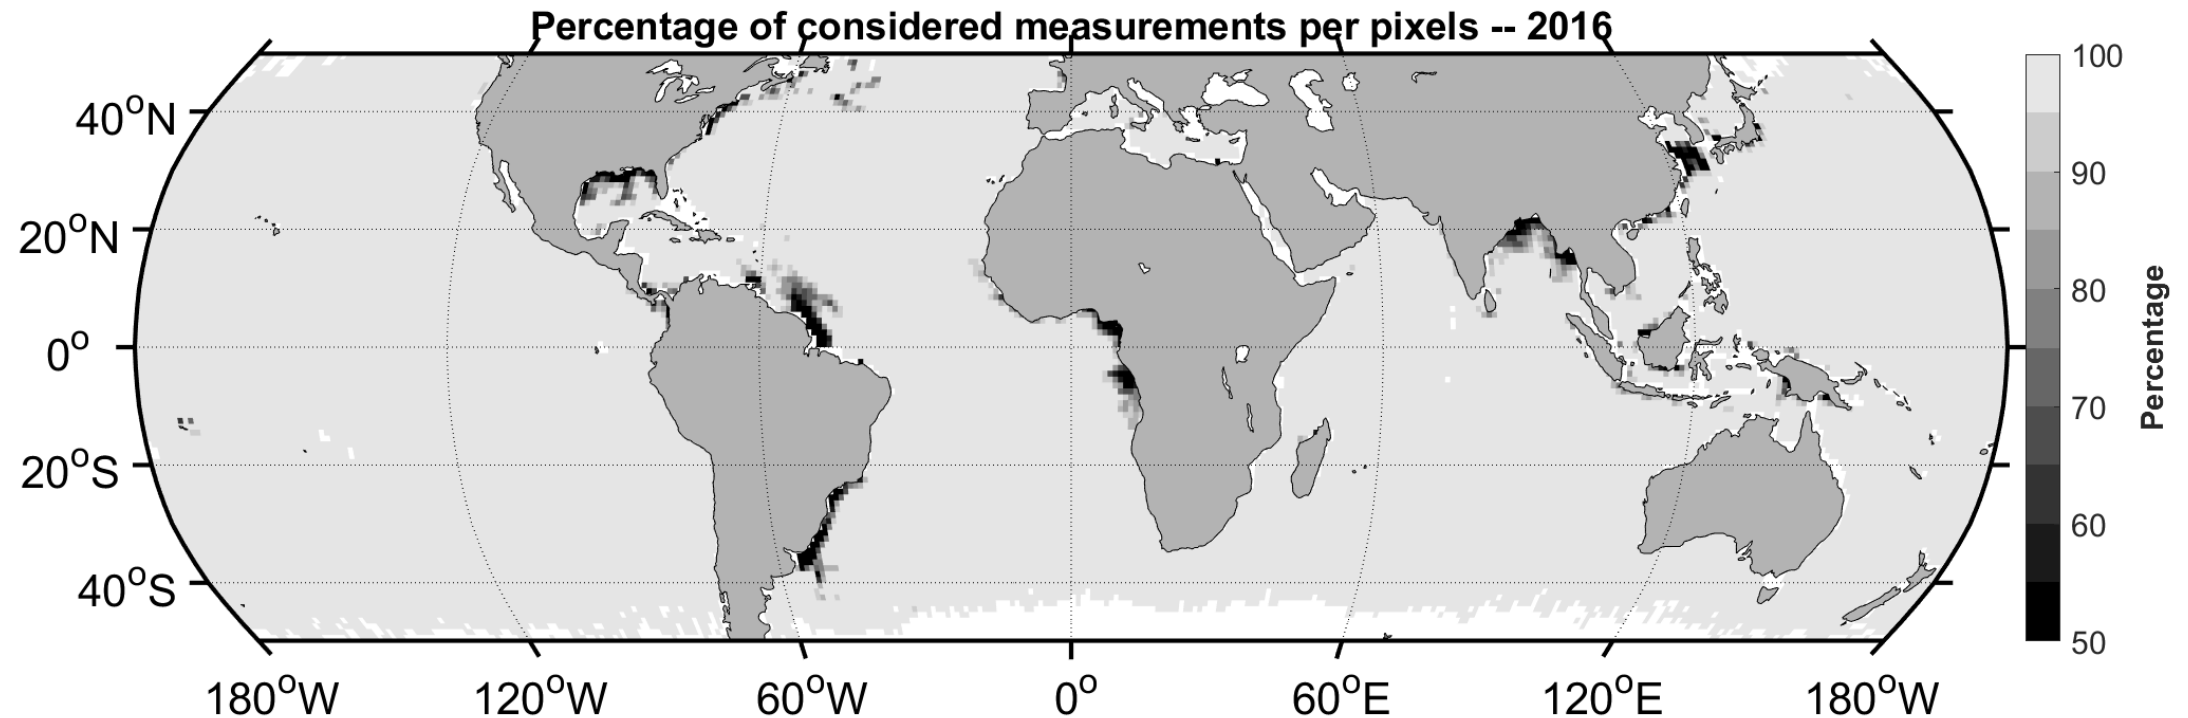 Percentage of considered measurements per pixels -- 2016
40°N
20°N
0°
20°S
40°S
180°W 120°W 60°W 0° 60°E 120°E 180°W
100
90
80
70
60
50
Percentage